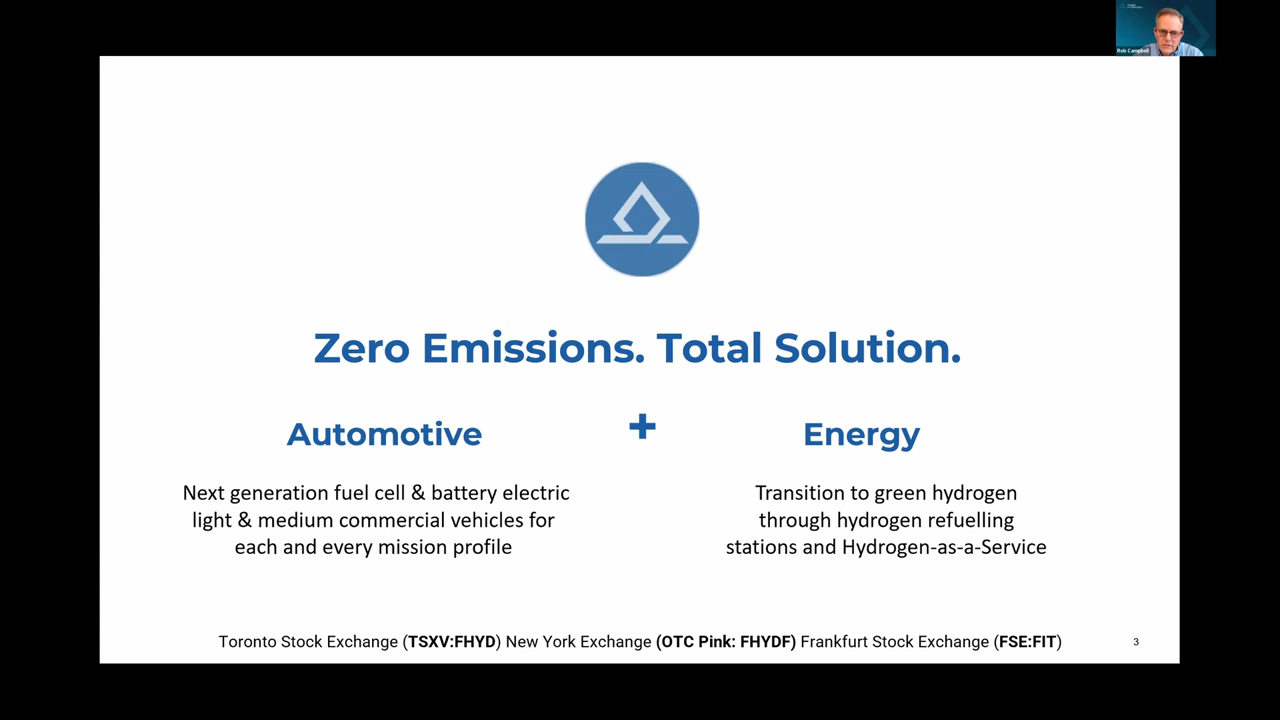 Rob Campbell
Zero Emissions. Total Solution.
Automotive
+
Energy
Next generation fuel cell & battery electric
light & medium commercial vehicles for
each and every mission profile
Transition to green hydrogen
through hydrogen refuelling
stations and Hydrogen-as-a-Service
Toronto Stock Exchange (TSXV:FHYD) New York Exchange (OTC Pink: FHYDF) Frankfurt Stock Exchange (FSE:FIT)
3